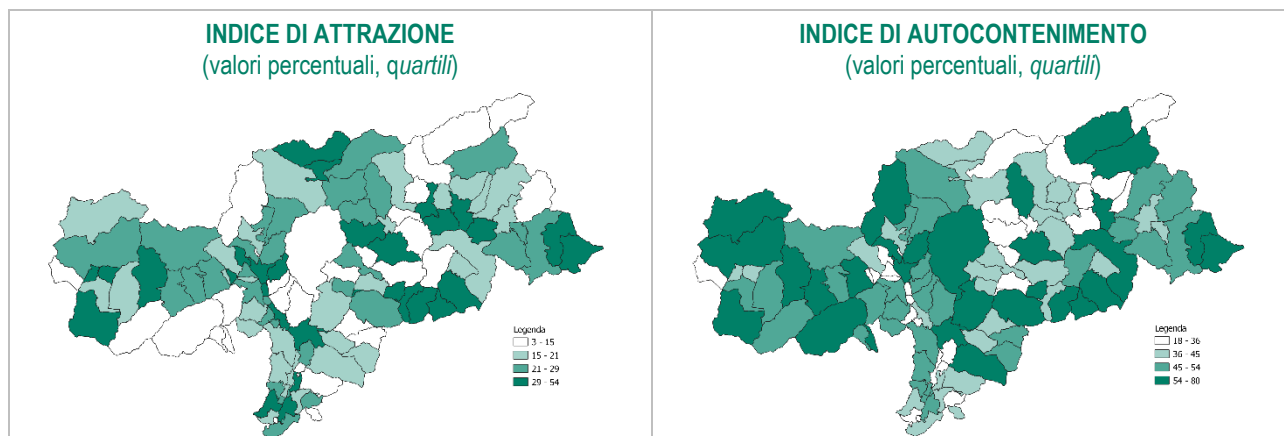 INDICE DI ATTRAZIONE
(valori percentuali, quartili)
Legenda
3 - 15
15 - 21
21 - 29
29 - 54
INDICE DI AUTOCONTENIMENTO
(valori percentuali, quartili)
Legenda
18 - 36
36 - 45
45 - 54
54 - 80